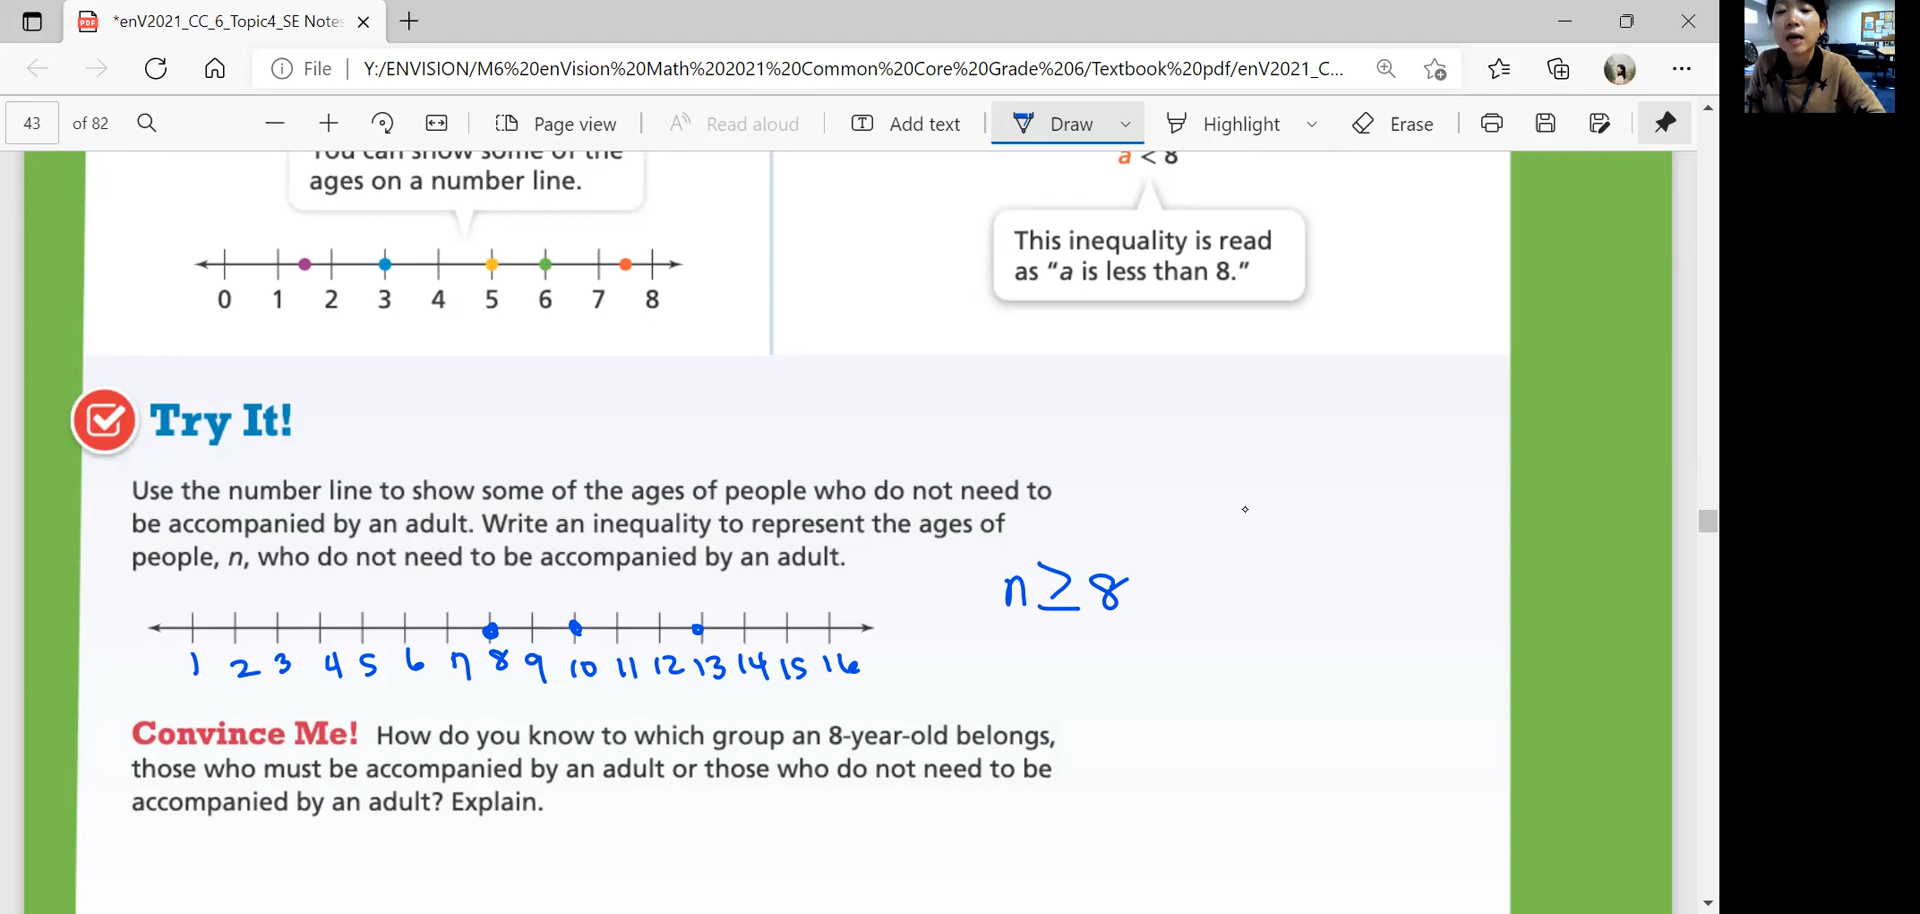 *enV2021_CC_6_Topic4_SE Notes
File
Y:/ENVISION/M6%20enVision%20Math%202021%20Common%20Core%20Grade%206/Textbook%20pdf/enV2021_C...
43 of 82
Page view
Read aloud
Add text
Draw
Highlight
Erase
You can show some of the
ages on a number line.
0 1 2 3 4 5 6 7 8
a < 8
This inequality is read
as “a is less than 8.”
Try It!
Use the number line to show some of the ages of people who do not need to
be accompanied by an adult. Write an inequality to represent the ages of
people, n, who do not need to be accompanied by an adult.
n ≥ 8
1 2 3 4 5 6 7 8 9 10 11 12 13 14 15 16
Convince Me! How do you know to which group an 8-year-old belongs,
those who must be accompanied by an adult or those who do not need to be
accompanied by an adult? Explain.